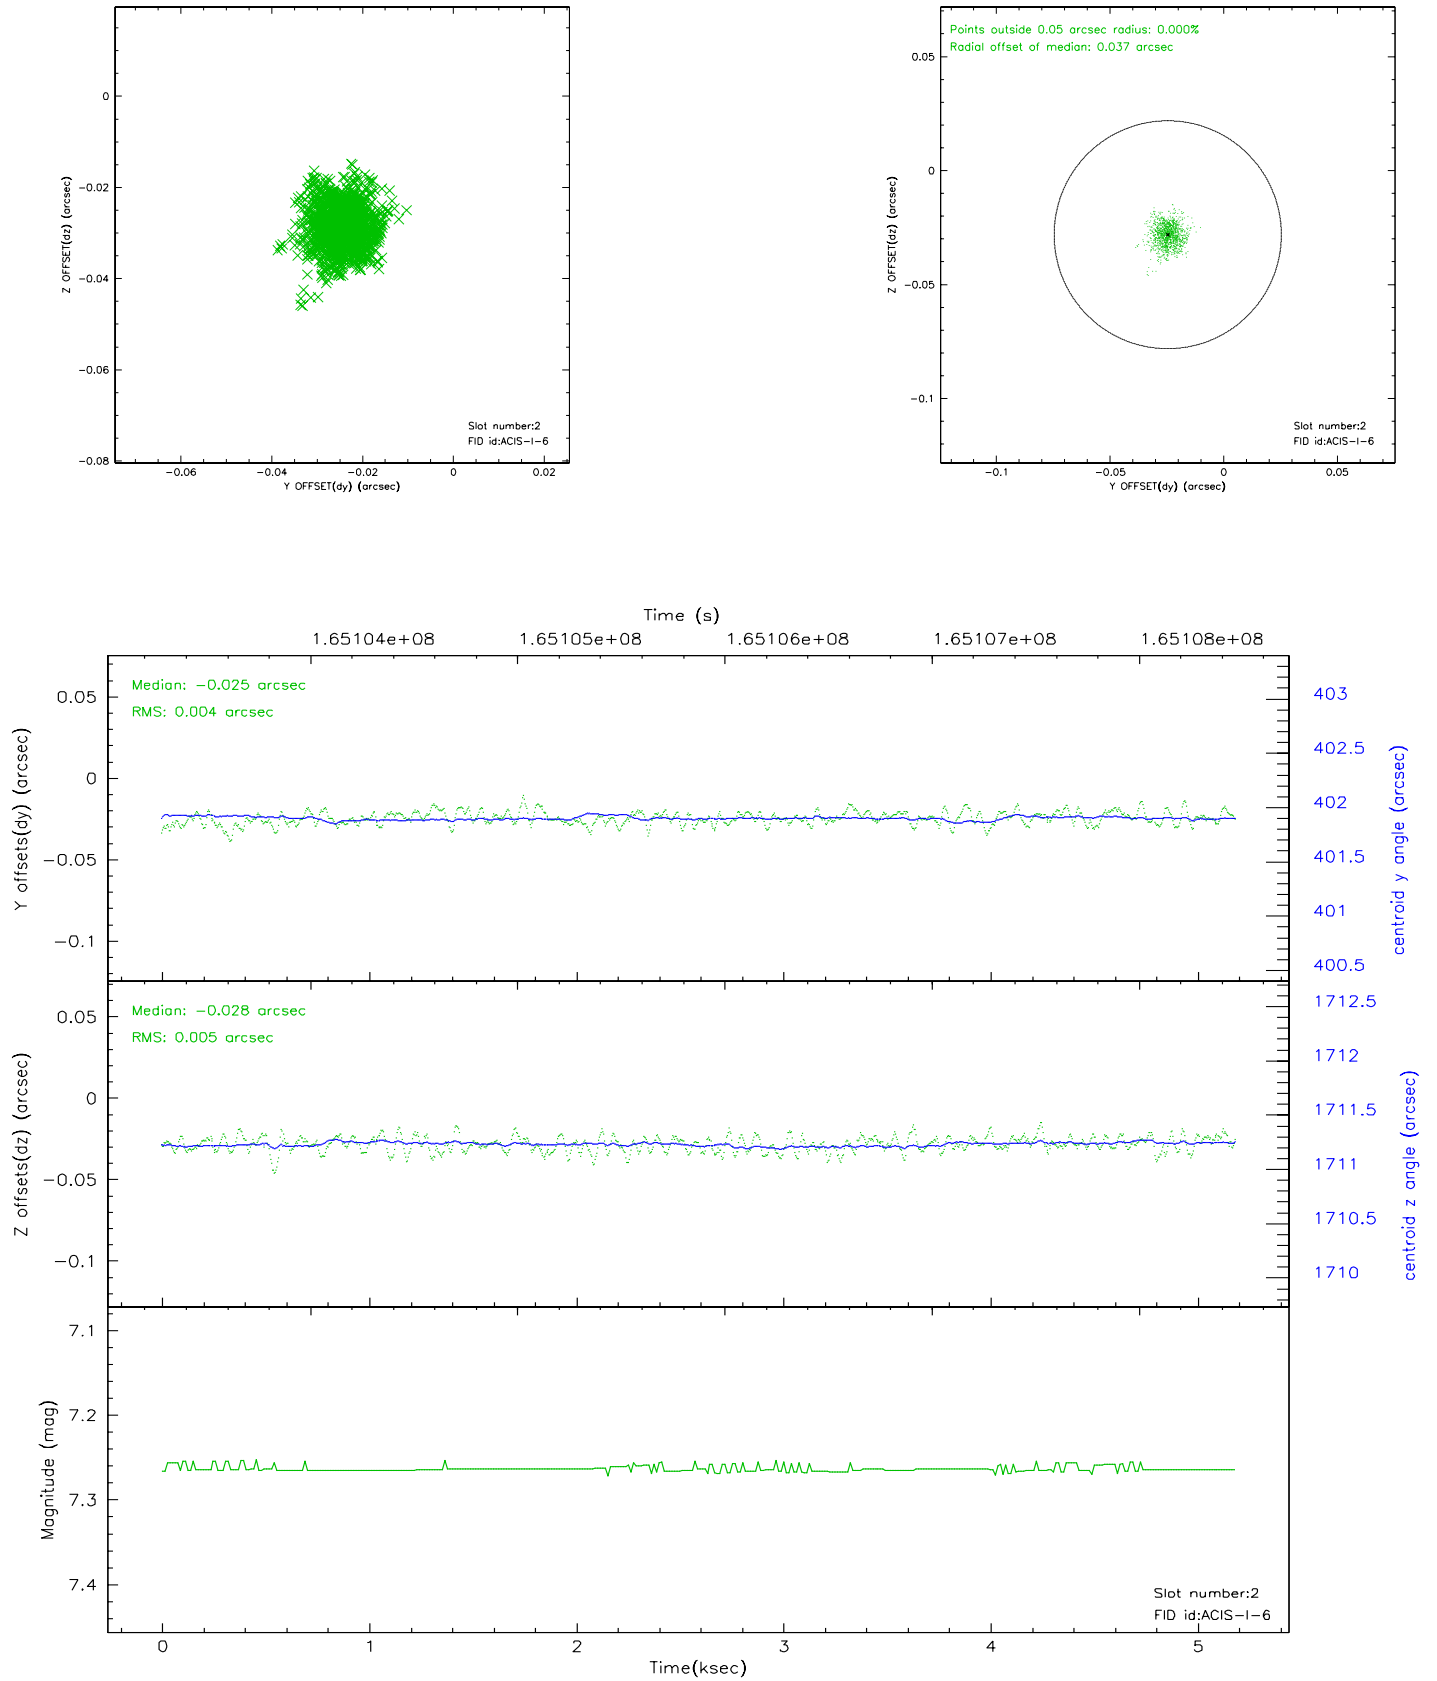 0
−0.02
−0.04
−0.06
−0.08
Z OFFSET(dz) (arcsec)
Slot number:2
FID id:ACIS−I−6
−0.06 −0.04 −0.02 0 0.02
Y OFFSET(dy) (arcsec)
Points outside 0.05 arcsec radius: 0.000%
Radial offset of median: 0.037 arcsec
0.05
0
−0.05
−0.1
Z OFFSET(dz) (arcsec)
Slot number:2
FID id:ACIS−I−6
−0.1 −0.05 0 0.05
Y OFFSET(dy) (arcsec)
Time (s)
1.65104e+08 1.65105e+08 1.65106e+08 1.65107e+08 1.65108e+08
Median: −0.025 arcsec
RMS: 0.004 arcsec
0.05
0
−0.05
−0.1
Y offsets(dy) (arcsec)
403
402.5
402
401.5
401
400.5
centroid y angle (arcsec)
Median: −0.028 arcsec
RMS: 0.005 arcsec
0.05
0
−0.05
−0.1
Z offsets(dz) (arcsec)
1712.5
1712
1711.5
1711
1710.5
1710
centroid z angle (arcsec)
7.1
7.2
7.3
7.4
Magnitude (mag)
Slot number:2
FID id:ACIS−I−6
0 1 2 3 4 5
Time(ksec)